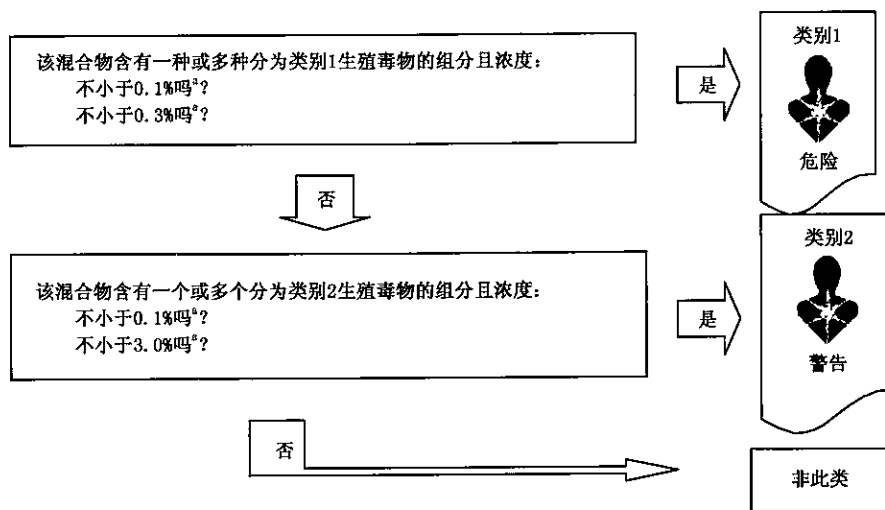 该混合物含有一种或多种分为类别1生殖毒物的组分且浓度：
不小于0.1%吗ª？
不小于0.3%吗ª？
是
类别1
危险
否
该混合物含有一个或多个分为类别2生殖毒物的组分且浓度：
不小于0.1%吗ª？
不小于3.0%吗ª？
是
类别2
警告
否
非此类